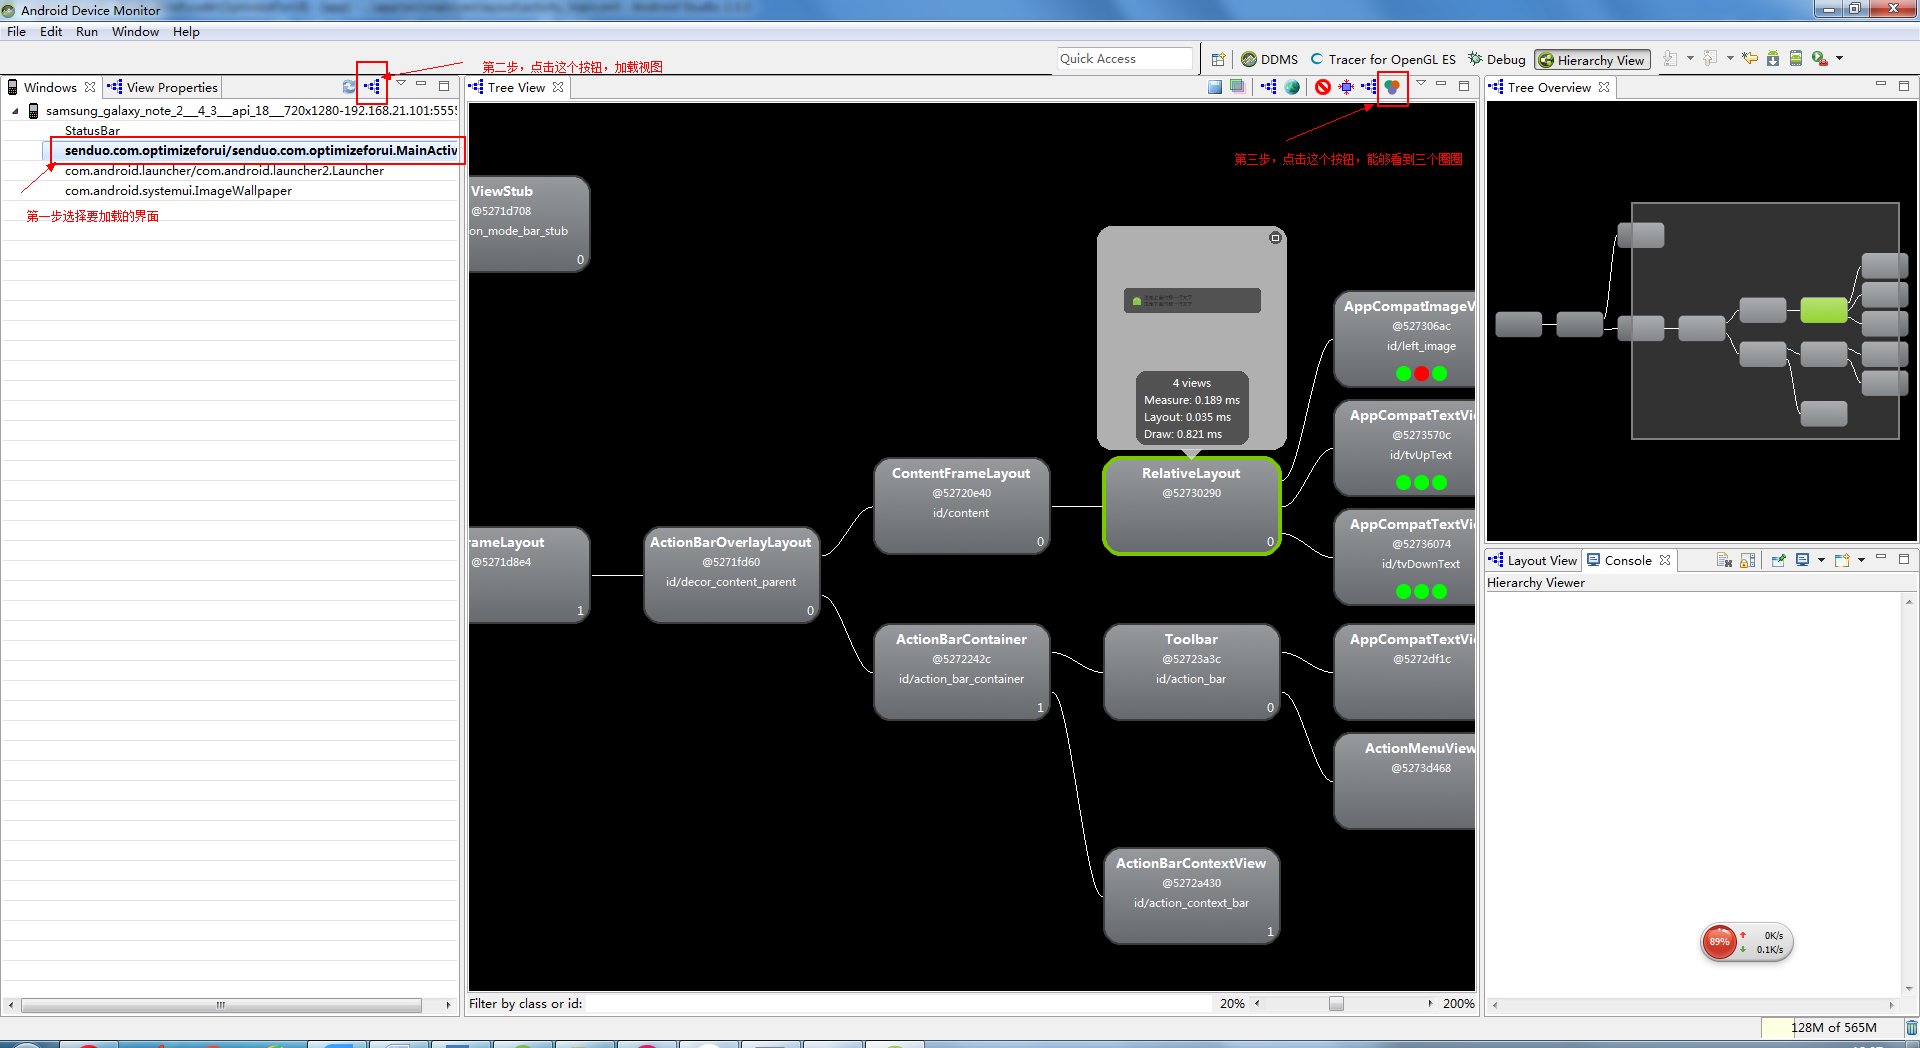 Android Device Monitor
File Edit Run Window Help
Quick Access
DDMS
Tracer for OpenGL ES
Debug
Hierarchy View
第二步，点击这个按钮，加载视图
Windows
View Properties
samsung_galaxy_note_2__4_3__api_18___720x1280-192.168.21.101:5555
StatusBar
senduo.com.optimizeforui/senduo.com.optimizeforui.MainActiv
com.android.launcher/com.android.launcher2.Launcher
com.android.systemui.ImageWallpaper
第一步选择要加载的界面
Tree View
第三步，点击这个按钮，能够看到三个圈圈
ViewStub
@5271d708
on_mode_bar_stub
0
4 views
Measure: 0.189 ms
Layout: 0.035 ms
Draw: 0.821 ms
AppCompatImageV
@527306ac
id/left_image
AppCompatTextVi
@5273570c
id/tvUpText
AppCompatTextVi
@52736074
id/tvDownText
ContentFrameLayout
@52720e40
id/content
0
RelativeLayout
@52730290
0
rameLayout
@5271d8e4
1
ActionBarOverlayLayout
@5271fd60
id/decor_content_parent
0
ActionBarContainer
@5272242c
id/action_bar_container
1
Toolbar
@52723a3c
id/action_bar
0
AppCompatTextVi
@5272df1c
ActionMenuView
@5273d468
ActionBarContextView
@5272a430
id/action_context_bar
1
Filter by class or id:
20%
200%
Tree Overview
Layout View
Console
Hierarchy Viewer
89%
0K/s
0.1K/s
128M of 565M